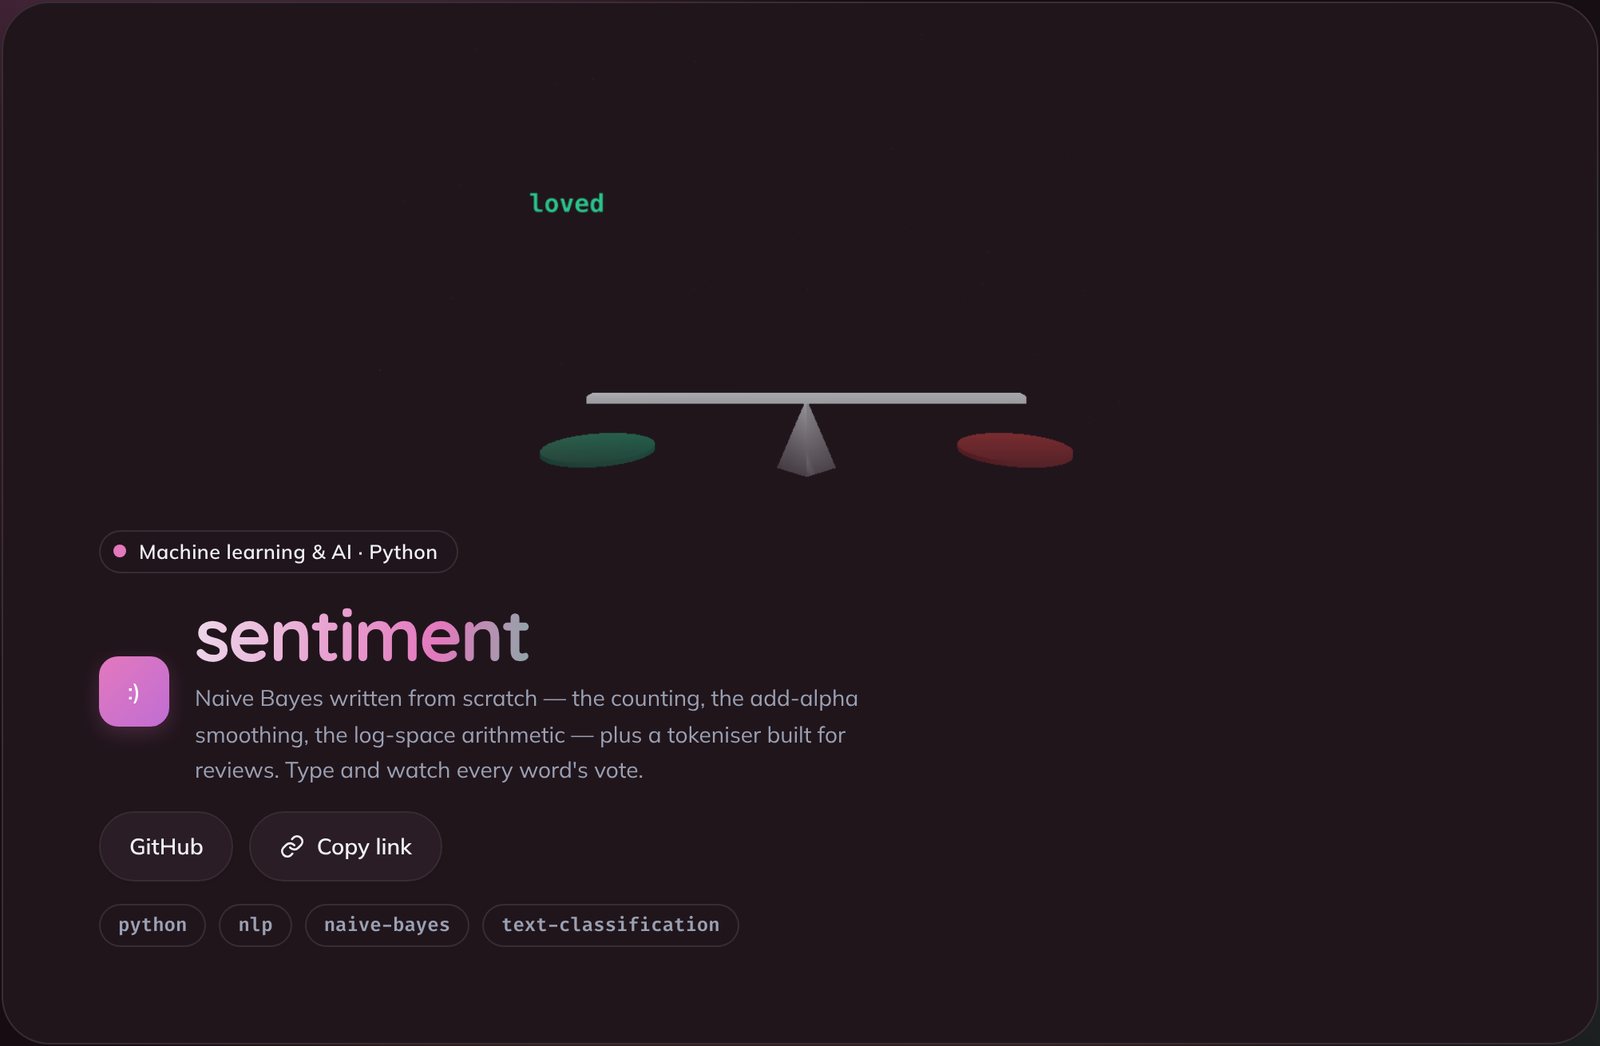 loved
Machine learning & AI · Python
sentiment
:)
Naive Bayes written from scratch — the counting, the add-alpha
smoothing, the log-space arithmetic — plus a tokeniser built for
reviews. Type and watch every word's vote.
GitHub
Copy link
python
nlp
naive-bayes
text-classification